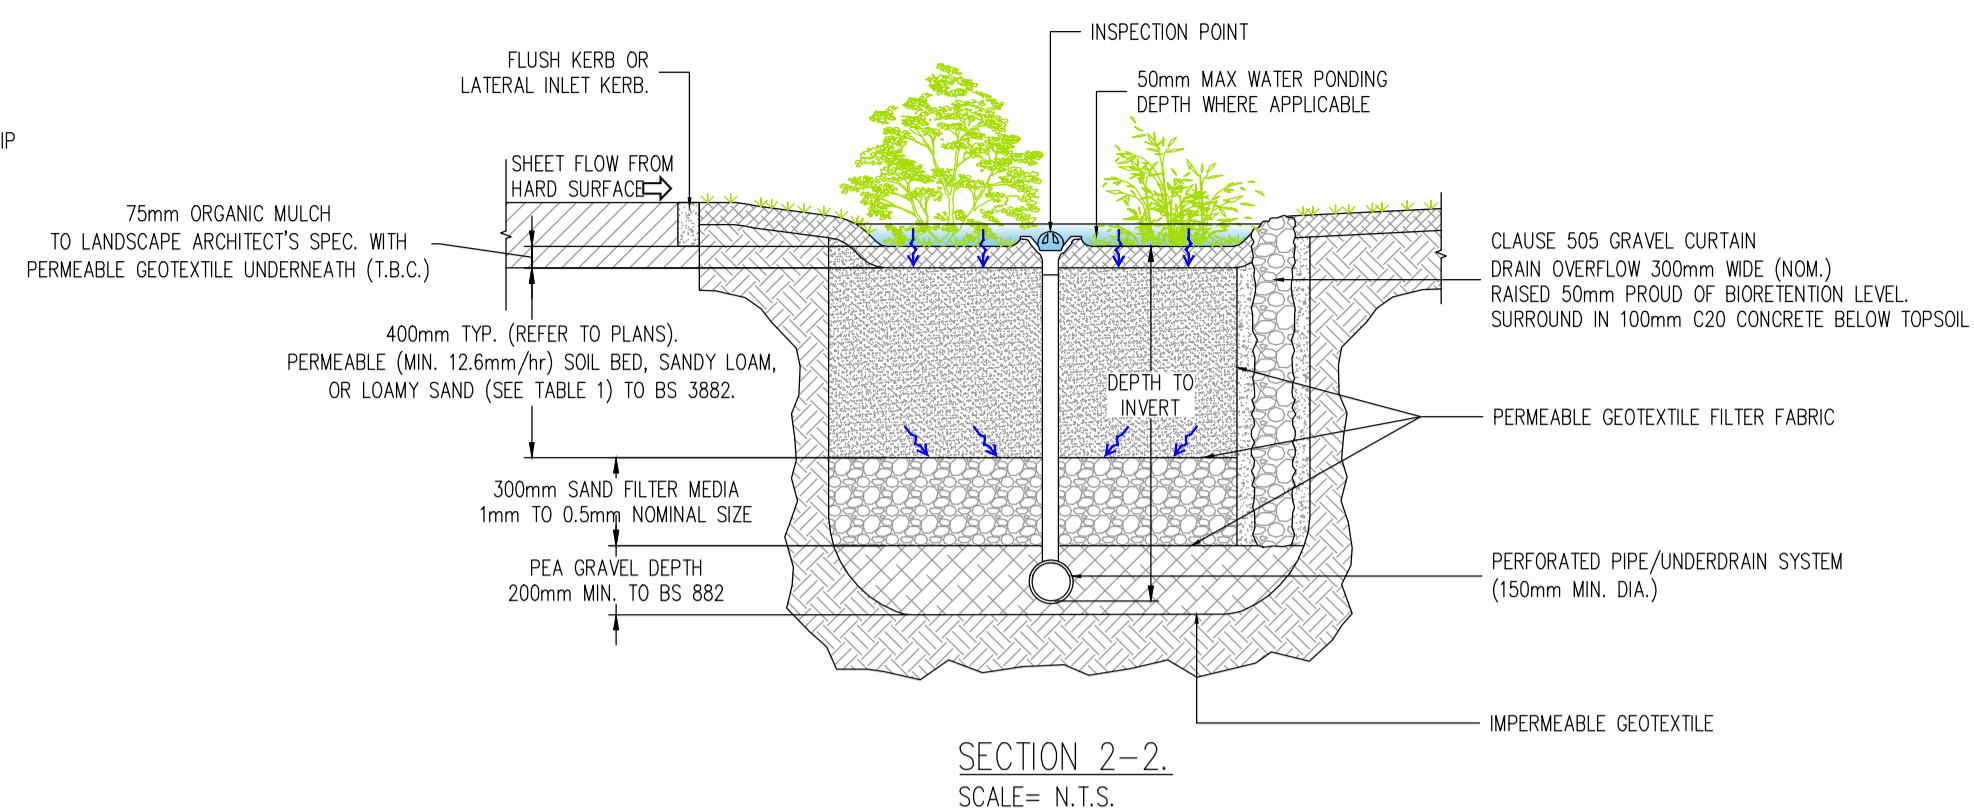 INSPECTION POINT
FLUSH KERB OR
LATERAL INLET KERB.
50mm MAX WATER PONDING
DEPTH WHERE APPLICABLE
IP
SHEET FLOW FROM
HARD SURFACE
75mm ORGANIC MULCH
TO LANDSCAPE ARCHITECT'S SPEC. WITH
PERMEABLE GEOTEXTILE UNDERNEATH (T.B.C.)
CLAUSE 505 GRAVEL CURTAIN
DRAIN OVERFLOW 300mm WIDE (NOM.)
RAISED 50mm PROUD OF BIORETENTION LEVEL.
SURROUND IN 100mm C20 CONCRETE BELOW TOPSOIL
400mm TYP. (REFER TO PLANS).
PERMEABLE (MIN. 12.6mm/hr) SOIL BED, SANDY LOAM,
OR LOAMY SAND (SEE TABLE 1) TO BS 3882.
DEPTH TO
INVERT
PERMEABLE GEOTEXTILE FILTER FABRIC
300mm SAND FILTER MEDIA
1mm TO 0.5mm NOMINAL SIZE
PEA GRAVEL DEPTH
200mm MIN. TO BS 882
PERFORATED PIPE/UNDERDRAIN SYSTEM
(150mm MIN. DIA.)
IMPERMEABLE GEOTEXTILE
SECTION 2-2.
SCALE= N.T.S.